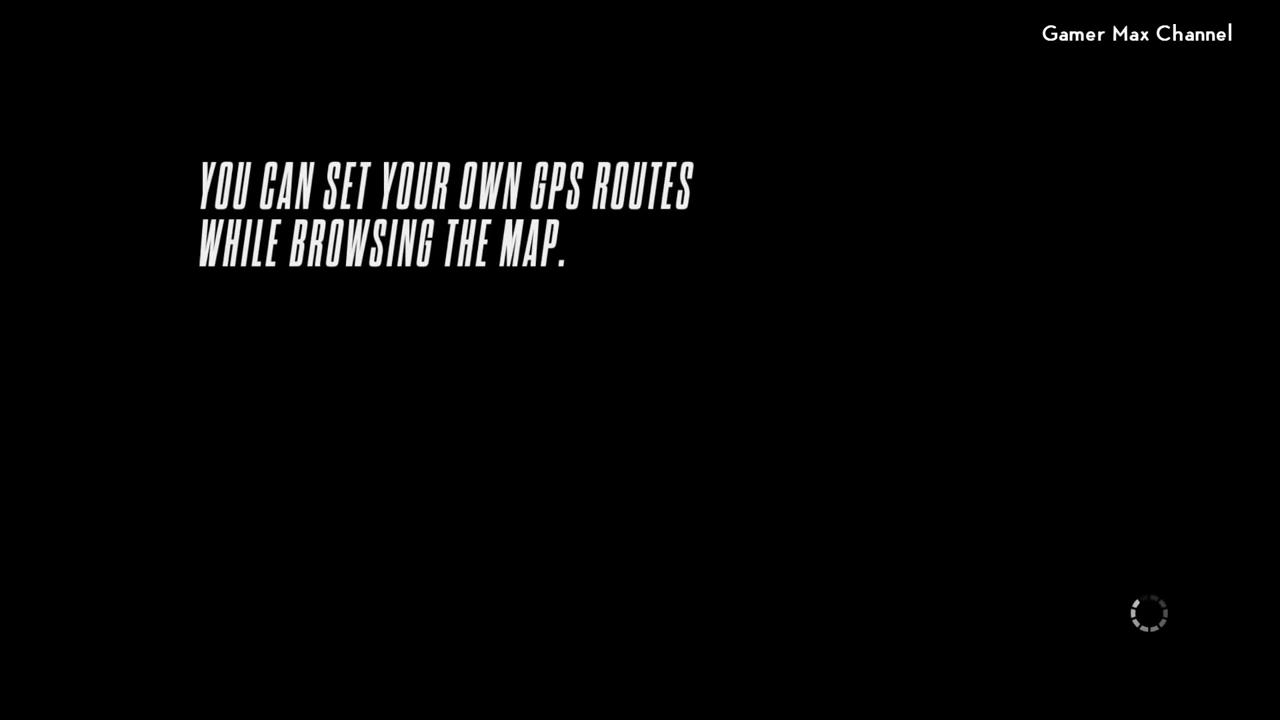 Gamer Max Channel
YOU CAN SET YOUR OWN GPS ROUTES
WHILE BROWSING THE MAP.